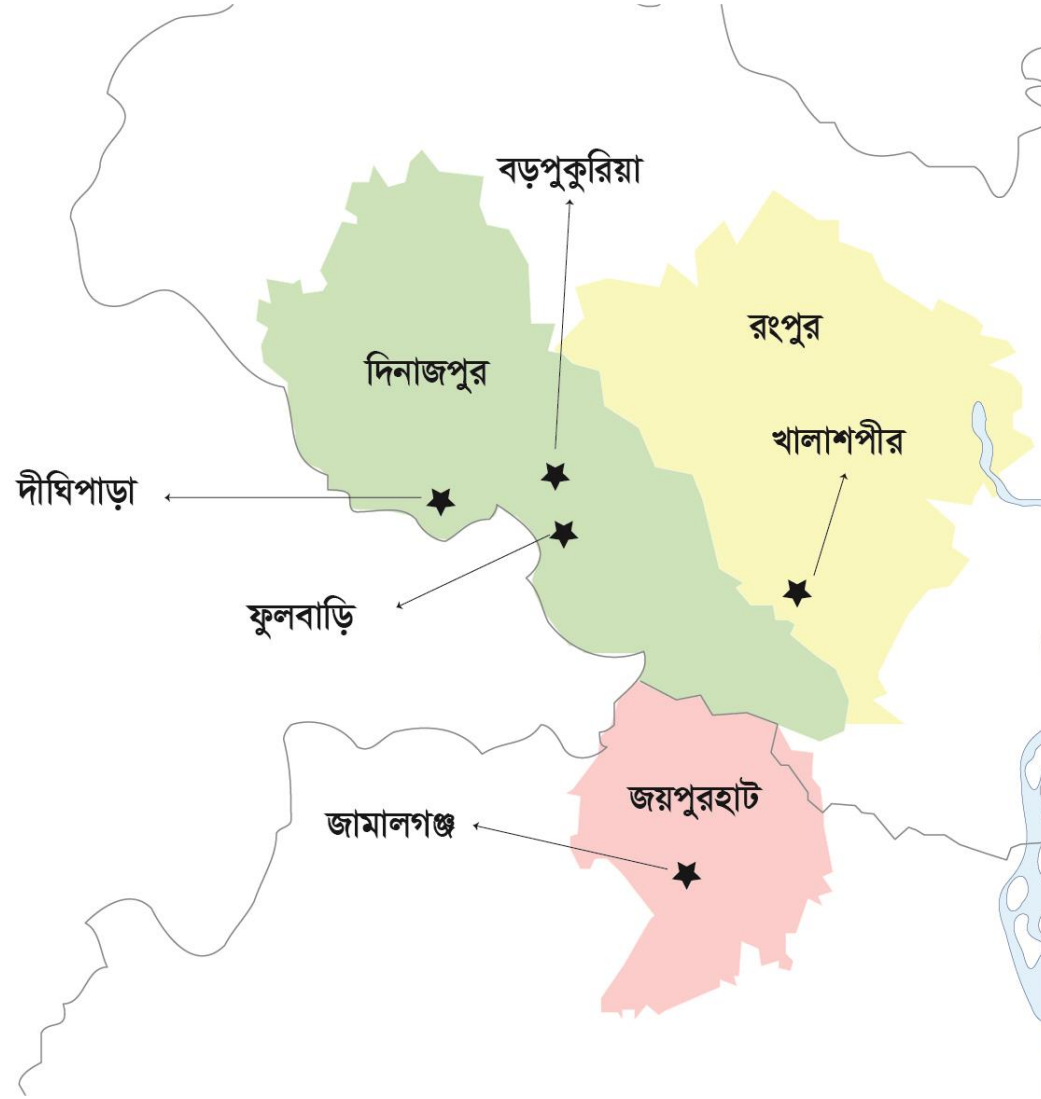 বড়পুকুরিয়া
রংপুর
দিনাজপুর
খালাশপীর
দীঘিপাড়া
ফুলবাড়ি
জয়পুরহাট
জামালগঞ্জ